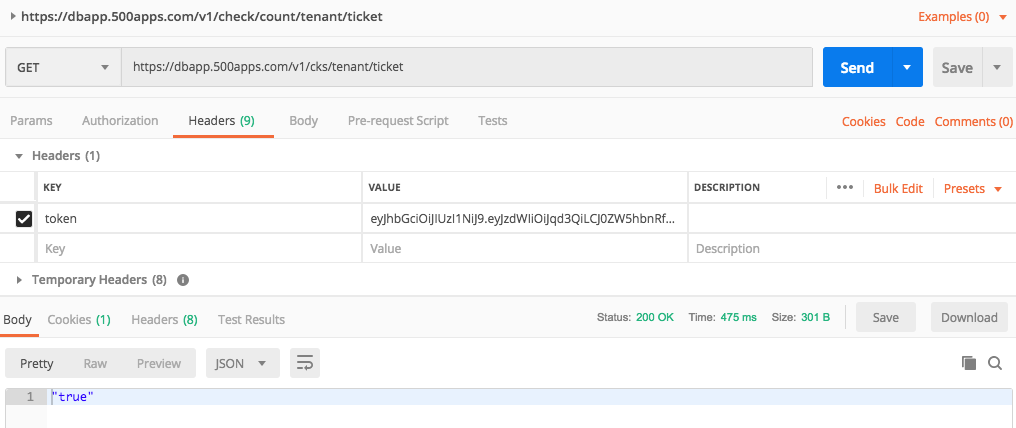 https://dbapp.500apps.com/v1/check/count/tenant/ticket Examples (0)
GET https://dbapp.500apps.com/v1/cks/tenant/ticket Send Save
Params Authorization Headers (9) Body Pre-request Script Tests Cookies Code Comments (0)
Headers (1)
KEY VALUE DESCRIPTION ••• Bulk Edit Presets
token eyJhbGciOiJIUzI1NiJ9.eyJzdWIiOiJqd3QiLCJ0ZW5hbnRf...
Key Value Description
Temporary Headers (8) i
Body Cookies (1) Headers (8) Test Results Status: 200 OK Time: 475 ms Size: 301 B Save Download
Pretty Raw Preview JSON
1 "true"